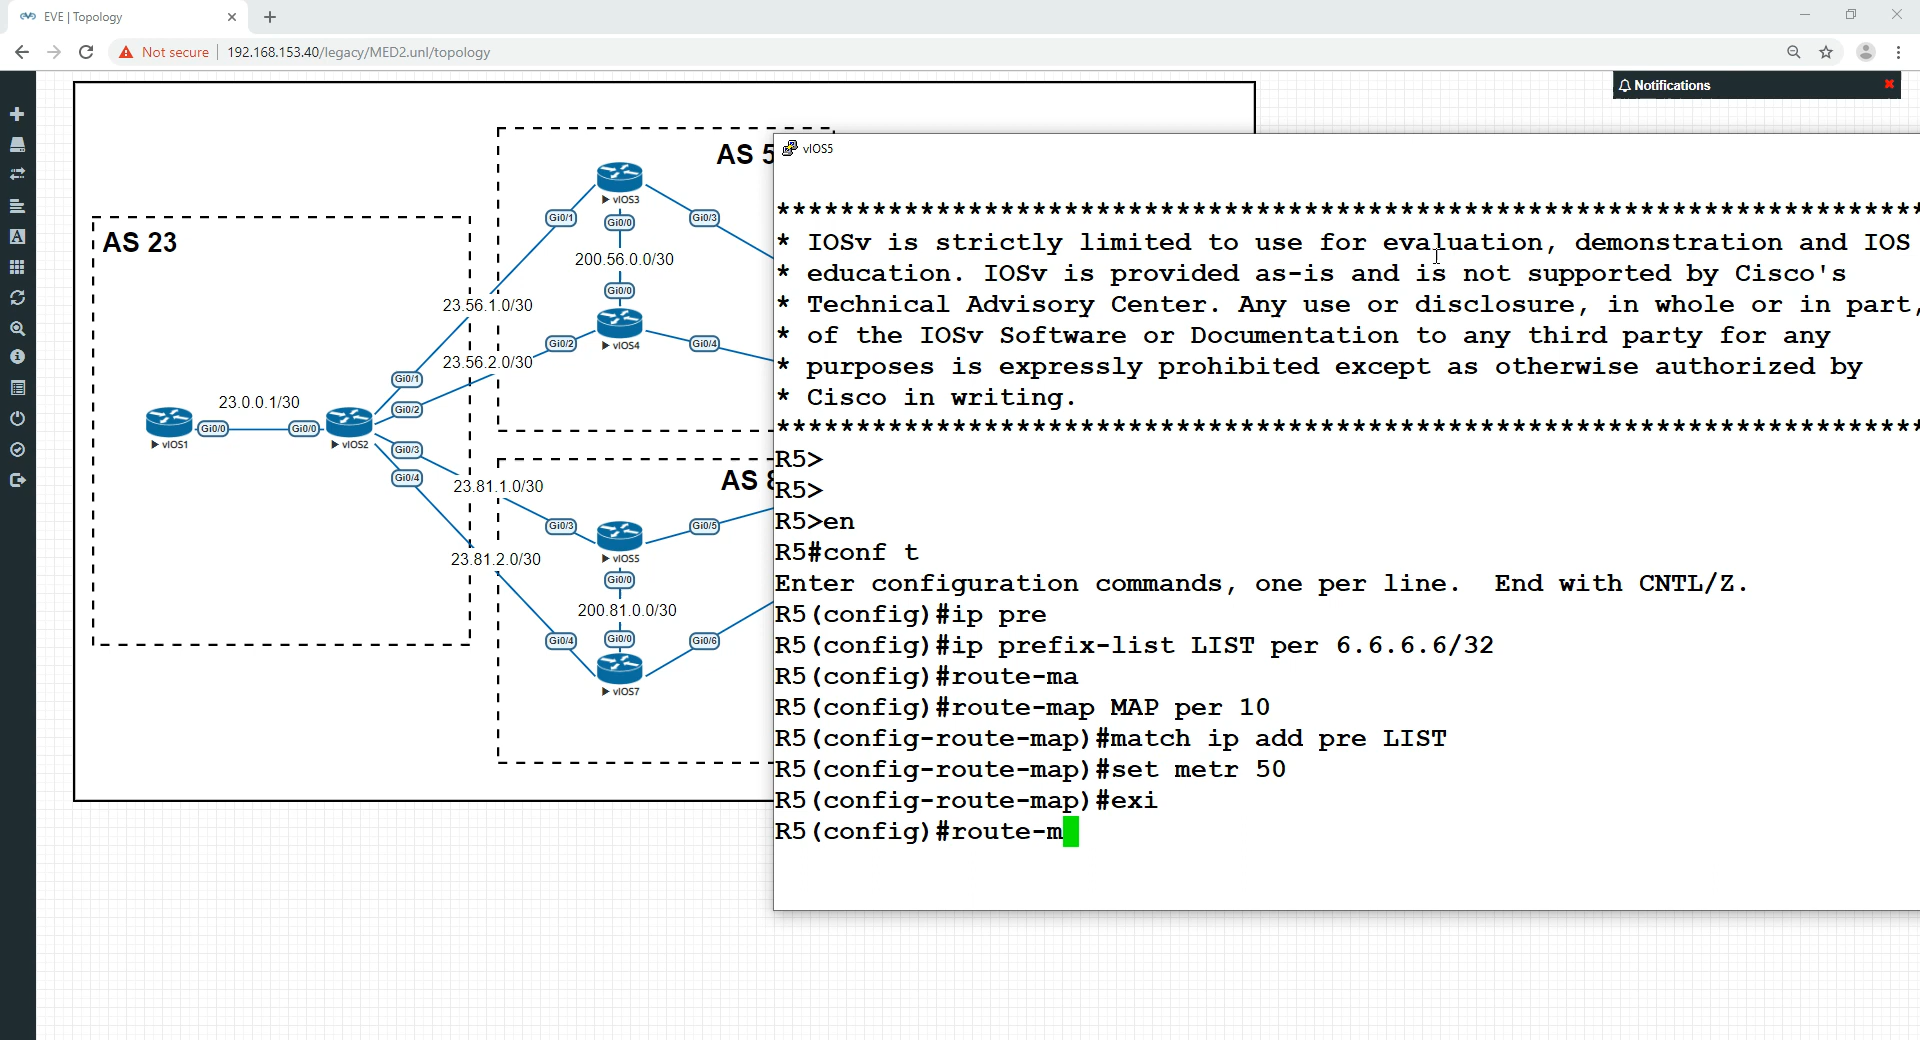 EVE | Topology
Not secure
192.168.153.40/legacy/MED2.unl/topology
Notifications
AS 5
AS 23
vIOS3
Gi0/1
Gi0/0
Gi0/3
200.56.0.0/30
23.56.1.0/30
Gi0/0
vIOS4
Gi0/2
Gi0/4
23.56.2.0/30
Gi0/1
23.0.0.1/30
Gi0/2
Gi0/0
Gi0/0
vIOS1
vIOS2
Gi0/3
Gi0/4
23.81.1.0/30
AS
Gi0/3
Gi0/5
vIOS5
23.81.2.0/30
Gi0/0
200.81.0.0/30
Gi0/4
Gi0/0
Gi0/6
vIOS7
vIOS5
************************************************************************
* IOSv is strictly limited to use for evaluation, demonstration and IOS
* education. IOSv is provided as-is and is not supported by Cisco's
* Technical Advisory Center. Any use or disclosure, in whole or in part,
* of the IOSv Software or Documentation to any third party for any
* purposes is expressly prohibited except as otherwise authorized by
* Cisco in writing.
************************************************************************
R5>
R5>
R5>en
R5#conf t
Enter configuration commands, one per line.  End with CNTL/Z.
R5(config)#ip pre
R5(config)#ip prefix-list LIST per 6.6.6.6/32
R5(config)#route-ma
R5(config)#route-map MAP per 10
R5(config-route-map)#match ip add pre LIST
R5(config-route-map)#set metr 50
R5(config-route-map)#exi
R5(config)#route-m